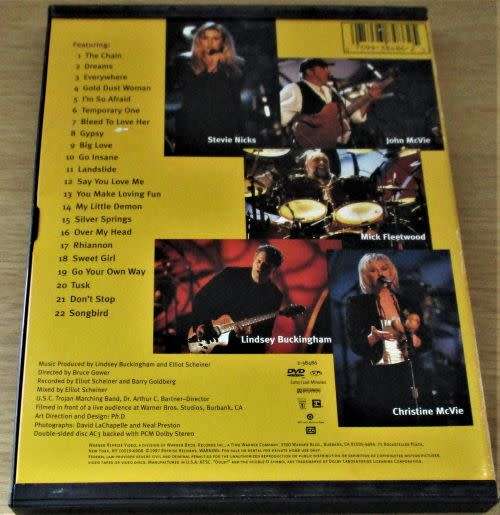 Featuring:
1 The Chain
2 Dreams
3 Everywhere
4 Gold Dust Woman
5 I'm So Afraid
6 Temporary One
7 Bleed To Love Her
8 Gypsy
9 Big Love
10 Go Insane
11 Landslide
12 Say You Love Me
13 You Make Loving Fun
14 My Little Demon
15 Silver Springs
16 Over My Head
17 Rhiannon
18 Sweet Girl
19 Go Your Own Way
20 Tusk
21 Don't Stop
22 Songbird
Stevie Nicks
John McVie
Mick Fleetwood
Lindsey Buckingham
Christine McVie
Music Produced by Lindsey Buckingham and Elliot Scheiner
Directed by Bruce Gower
Recorded by Elliot Scheiner and Barry Goldberg
Mixed by Elliot Scheiner
U.S.C. Trojan Marching Band, Dr. Arthur C. Bartner-Director
Filmed in front of a live audience at Warner Bros. Studios, Burbank, CA
Art Direction and Design: Ph.D.
Photographs: David LaChapelle and Neal Preston
Double-sided disc AC3 backed with PCM Dolby Stereo
2-38486
DVD
VIDEO